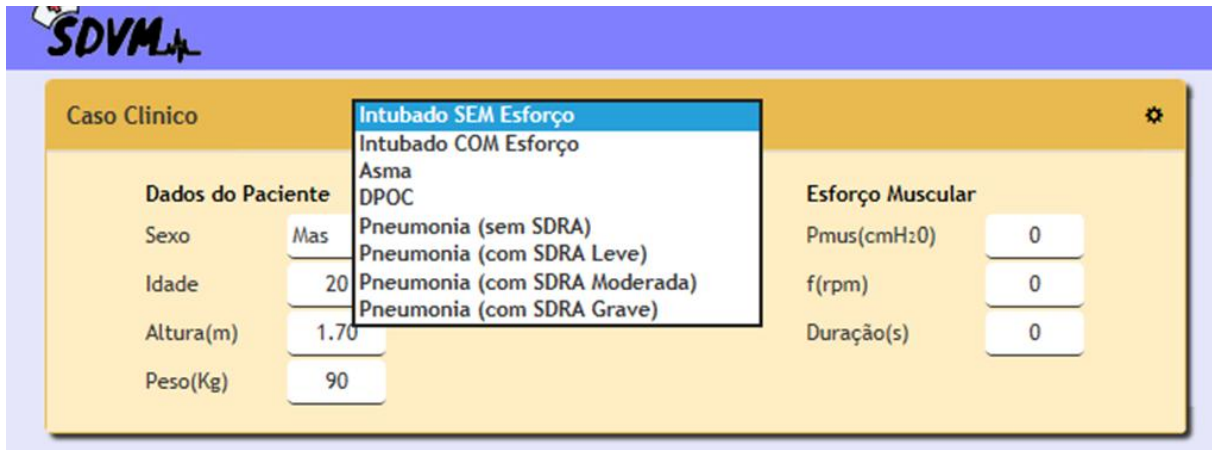 SDVM
Caso Clinico
Intubado SEM Esforço
Intubado COM Esforço
Asma
DPOC
Pneumonia (sem SDRA)
Pneumonia (com SDRA Leve)
Pneumonia (com SDRA Moderada)
Pneumonia (com SDRA Grave)
Dados do Paciente
Sexo Mas
Idade 20
Altura(m) 1.70
Peso(Kg) 90
Esforço Muscular
Pmus(cmH20) 0
f(rpm) 0
Duração(s) 0